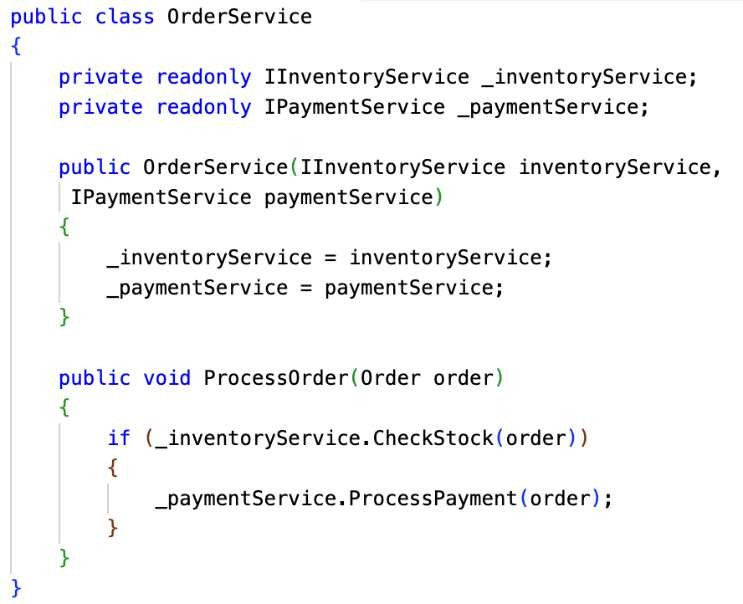 public class OrderService
{
    private readonly IInventoryService _inventoryService;
    private readonly IPaymentService _paymentService;

    public OrderService(IInventoryService inventoryService,
     IPaymentService paymentService)
    {
        _inventoryService = inventoryService;
        _paymentService = paymentService;
    }

    public void ProcessOrder(Order order)
    {
        if (_inventoryService.CheckStock(order))
        {
            _paymentService.ProcessPayment(order);
        }
    }
}